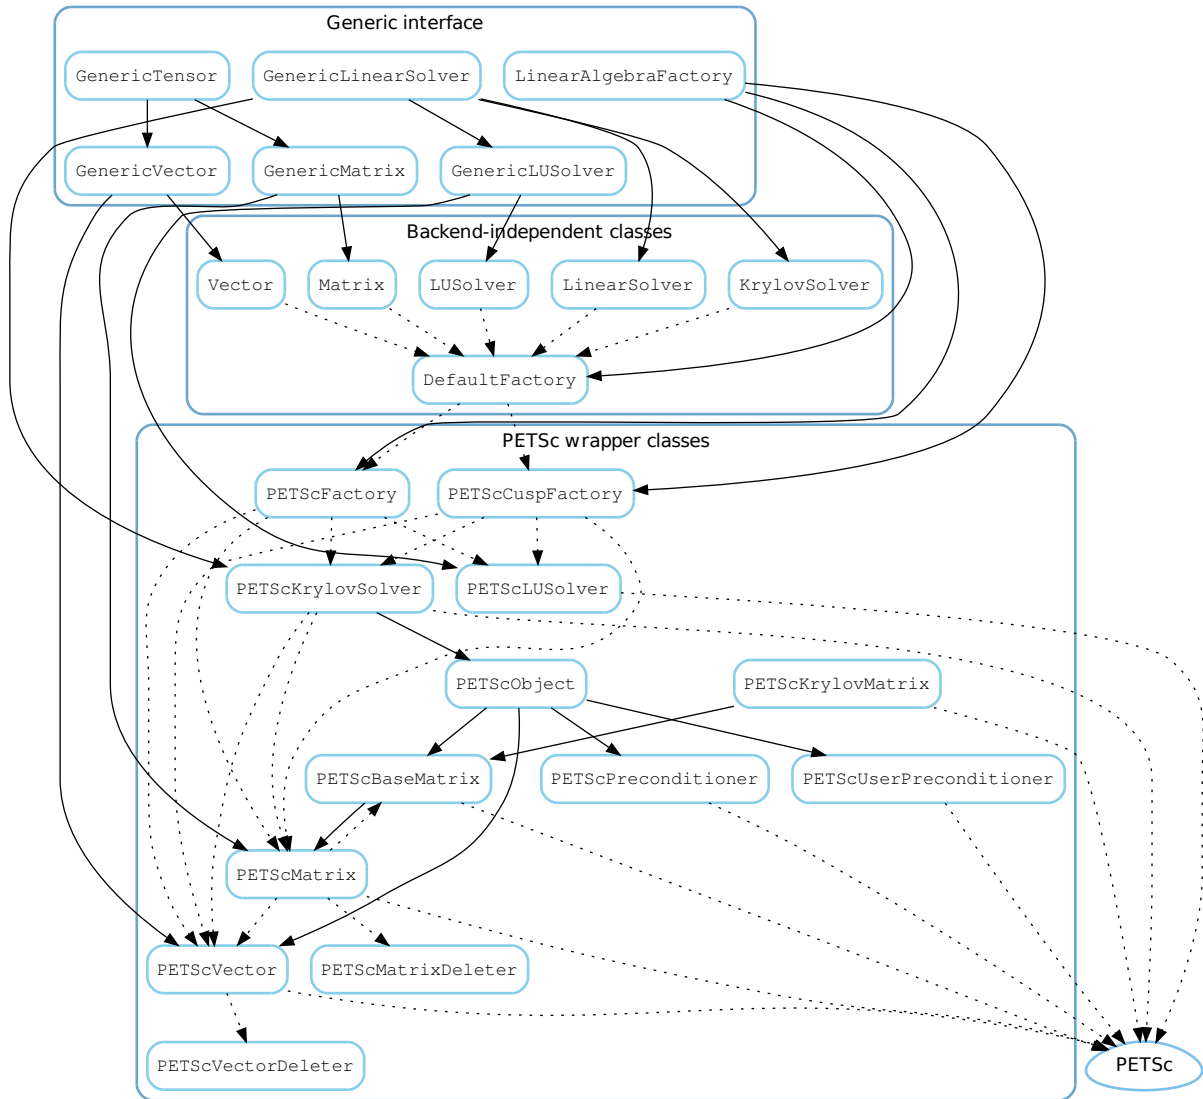 Generic interface
GenericTensor
GenericLinearSolver
LinearAlgebraFactory
GenericVector
GenericMatrix
GenericLUSolver
Backend-independent classes
Vector
Matrix
LUSolver
LinearSolver
KrylovSolver
DefaultFactory
PETSc wrapper classes
PETScFactory
PETScCuspFactory
PETScKrylovSolver
PETScLUSolver
PETScObject
PETScKrylovMatrix
PETScBaseMatrix
PETScPreconditioner
PETScUserPreconditioner
PETScMatrix
PETScVector
PETScMatrixDeleter
PETScVectorDeleter
PETSc